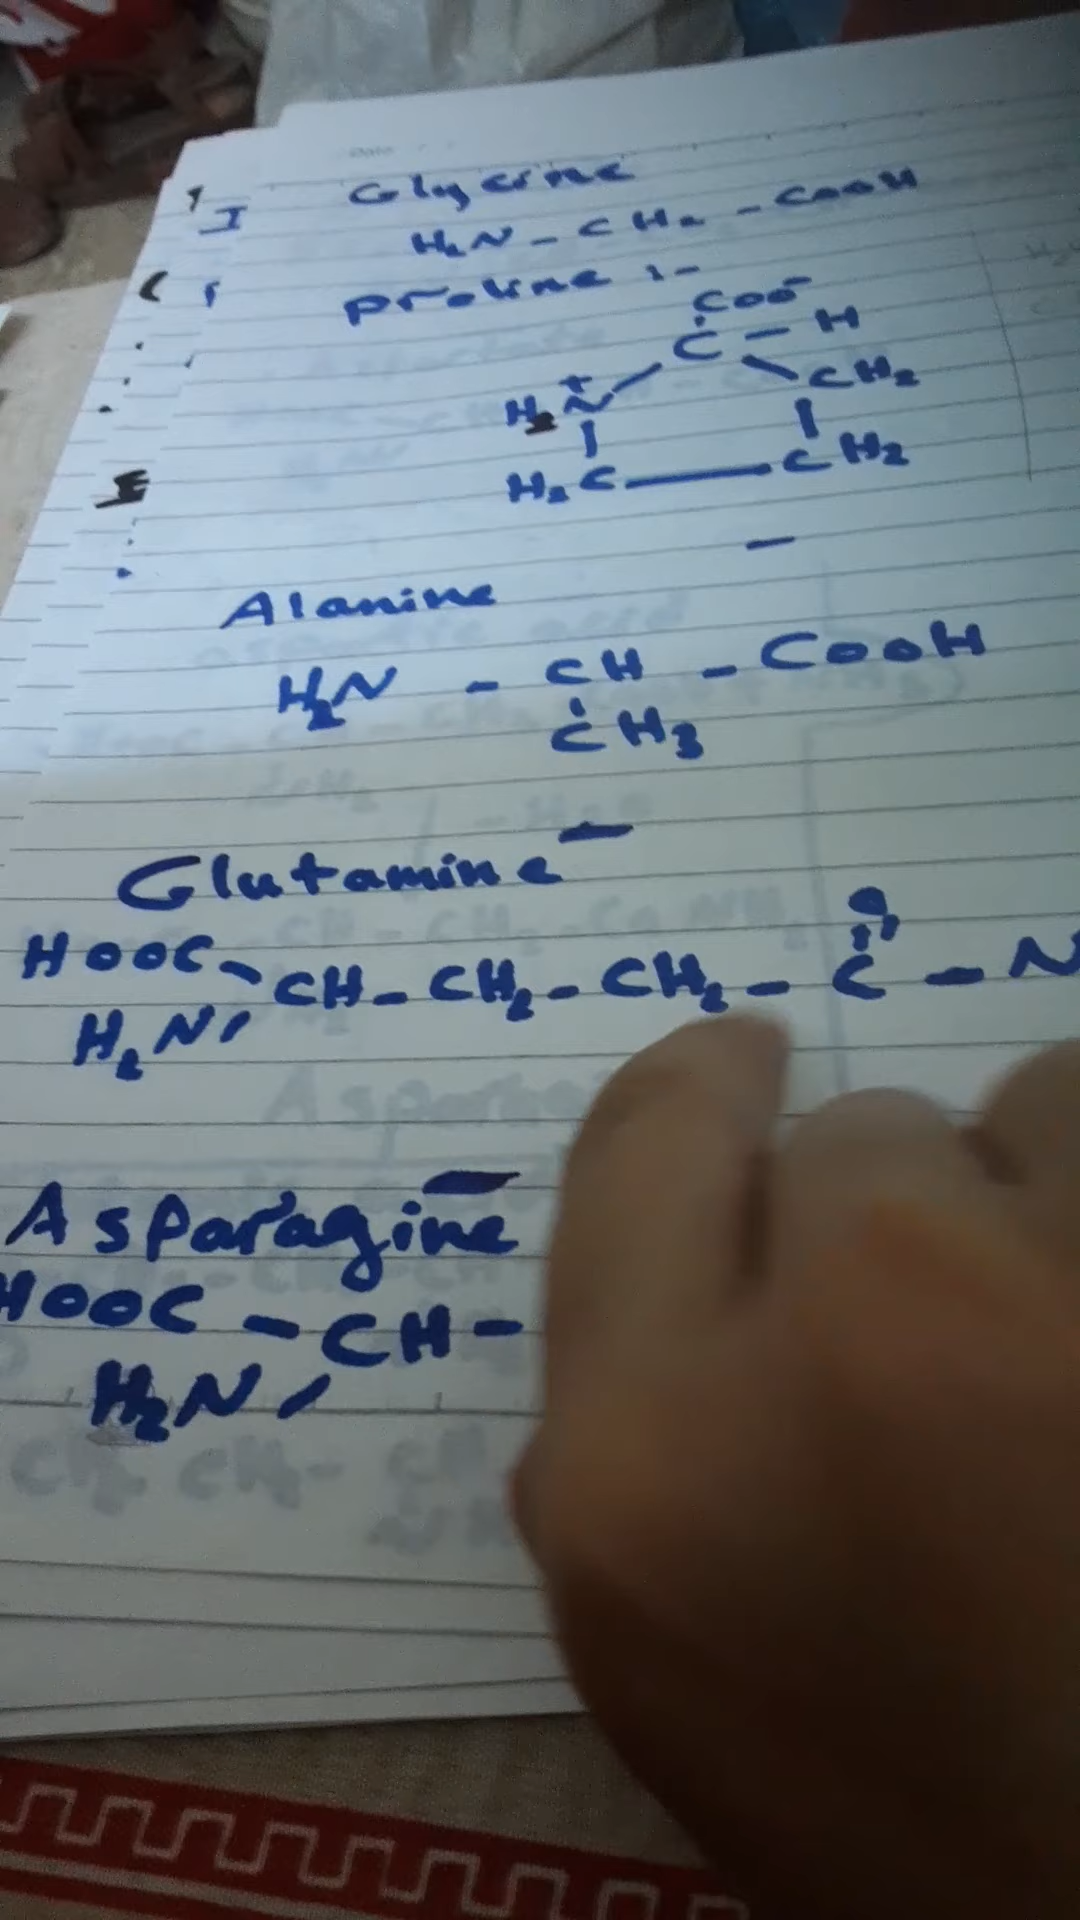 Glycine
H2N - CH2 - COOH
Proline :-
COO-
C - H
H2N+ CH2
H2C CH2
Alanine
H2N - CH - COOH
CH3
Glutamine
O
HOOC CH - CH2 - CH2 - C - N
H2N
Asparagine
HOOC - CH -
H2N